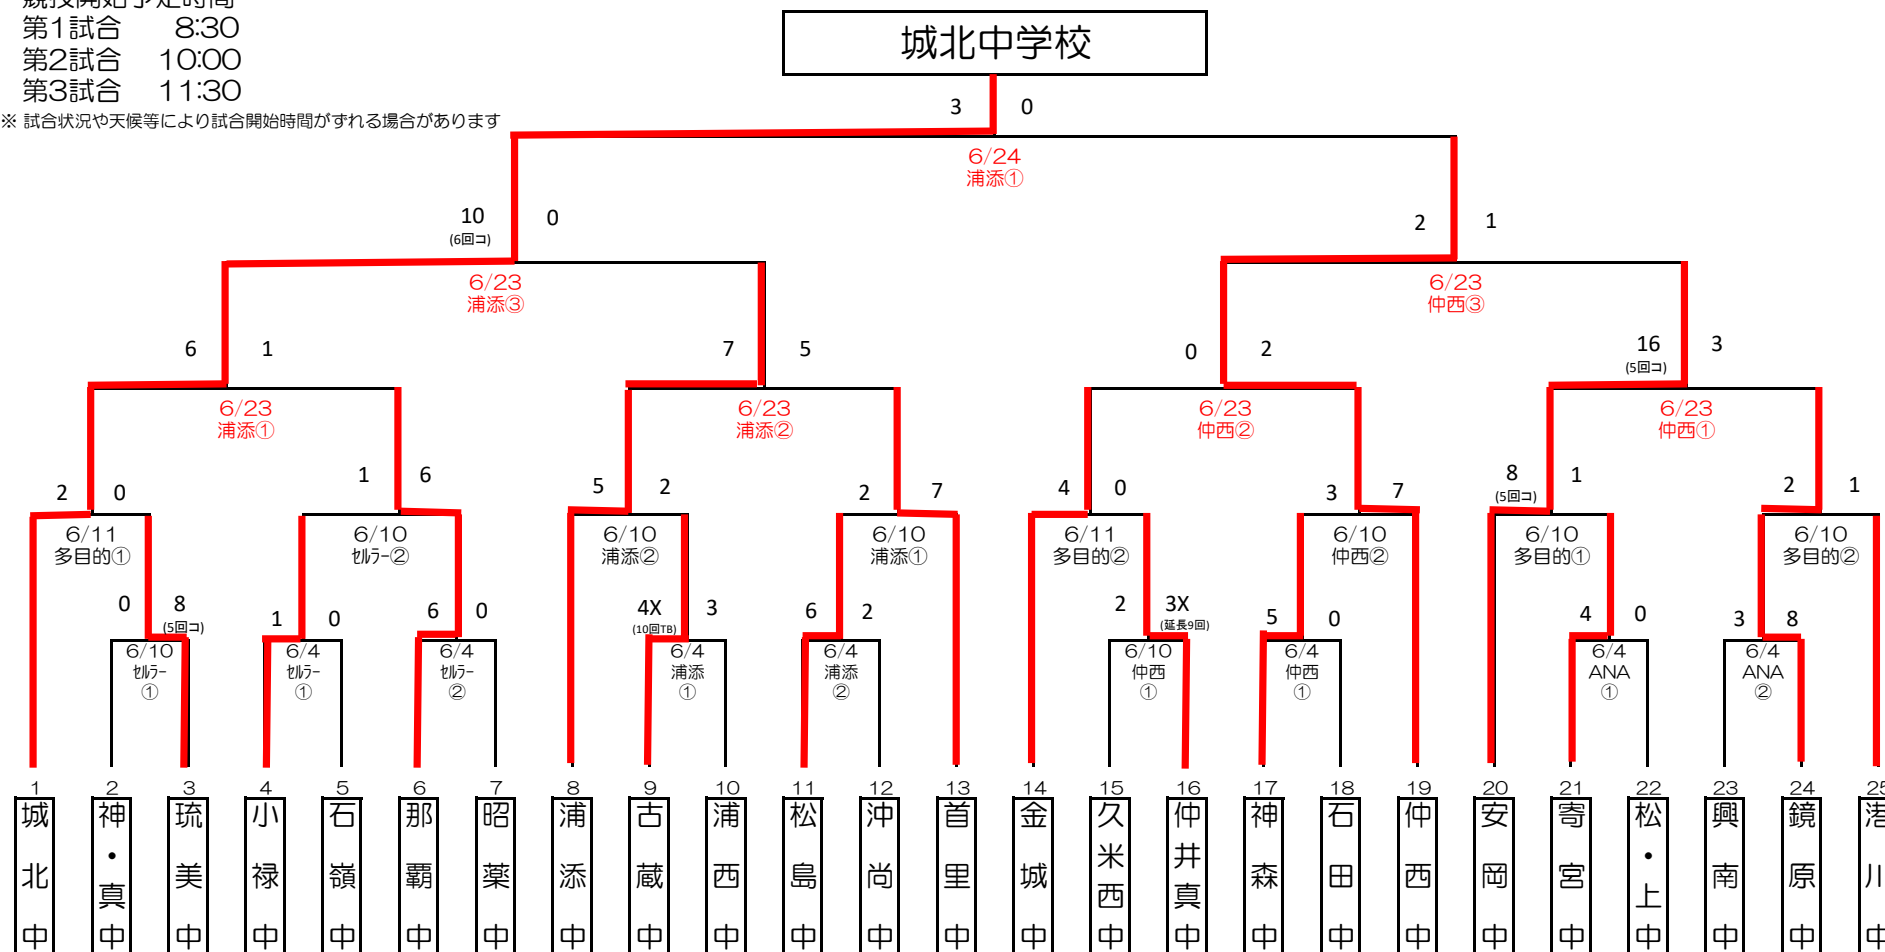 競技開始予定時間
第1試合 8:30
第2試合 10:00
第3試合 11:30
※ 試合状況や天候等により試合開始時間がずれる場合があります
城北中学校
3 0
6/24
浦添①
10 0 2 1
(6回コ)
6/23 6/23
浦添③ 仲西③
6 1 7 5 0 2 16 3
(5回コ)
6/23 6/23 6/23 6/23
浦添① 浦添② 仲西② 仲西①
2 0 1 6 5 2 2 7 4 0 3 7 8 1 2 1
(5回コ)
6/11 6/10 6/10 6/10 6/11 6/10 6/10 6/10
多目的① ｾﾙﾗｰ② 浦添② 浦添① 多目的② 仲西② 多目的① 多目的②
0 8 1 0 6 0 4X 3 6 2 2 3X 5 0 4 0 3 8
(5回コ) (10回TB) (延長9回)
6/10 6/4 6/4 6/4 6/4 6/10 6/4 6/4 6/4
ｾﾙﾗｰ ｾﾙﾗｰ ｾﾙﾗｰ 浦添 浦添 仲西 仲西 ANA ANA
① ① ② ① ② ① ① ① ②
1 2 3 4 5 6 7 8 9 10 11 12 13 14 15 16 17 18 19 20 21 22 23 24 25
城北中
神・真中
琉美中
小禄中
石嶺中
那覇中
昭薬中
浦添中
古蔵中
浦西中
松島中
沖尚中
首里中
金城中
久米西中
仲井真中
神森中
石田中
仲西中
安岡中
寄宮中
松・上中
興南中
鏡原中
港川中